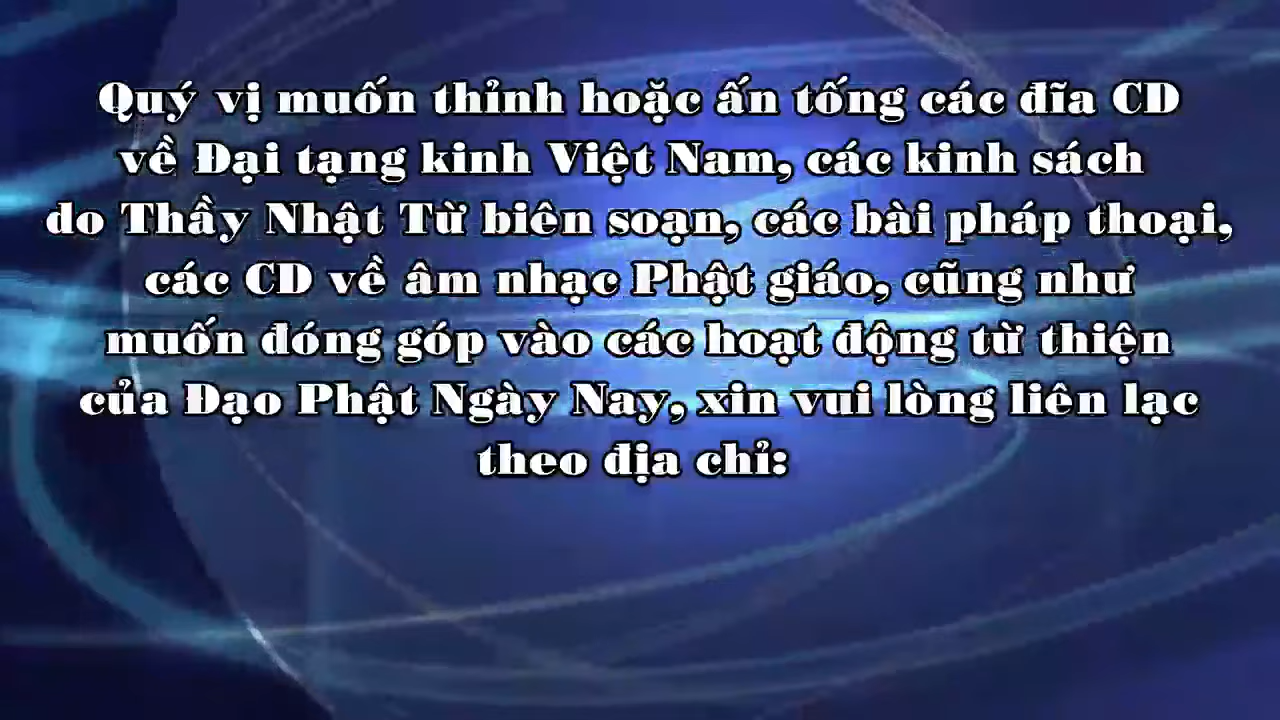 Quý vị muốn thỉnh hoặc ấn tống các đĩa CD
về Đại tạng kinh Việt Nam, các kinh sách
do Thầy Nhật Từ biên soạn, các bài pháp thoại,
các CD về âm nhạc Phật giáo, cũng như
muốn đóng góp vào các hoạt động từ thiện
của Đạo Phật Ngày Nay, xin vui lòng liên lạc
theo địa chỉ: